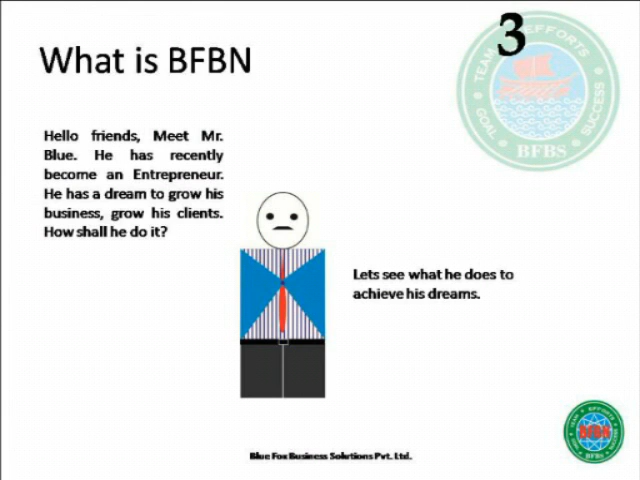 What is BFBN
3
TEAM EFFORTS
GOAL SUCCESS
BFBS
Hello friends, Meet Mr.
Blue. He has recently
become an Entrepreneur.
He has a dream to grow his
business, grow his clients.
How shall he do it?
Lets see what he does to
achieve his dreams.
BFBN
BFBS
Blue Fox Business Solutions Pvt. Ltd.